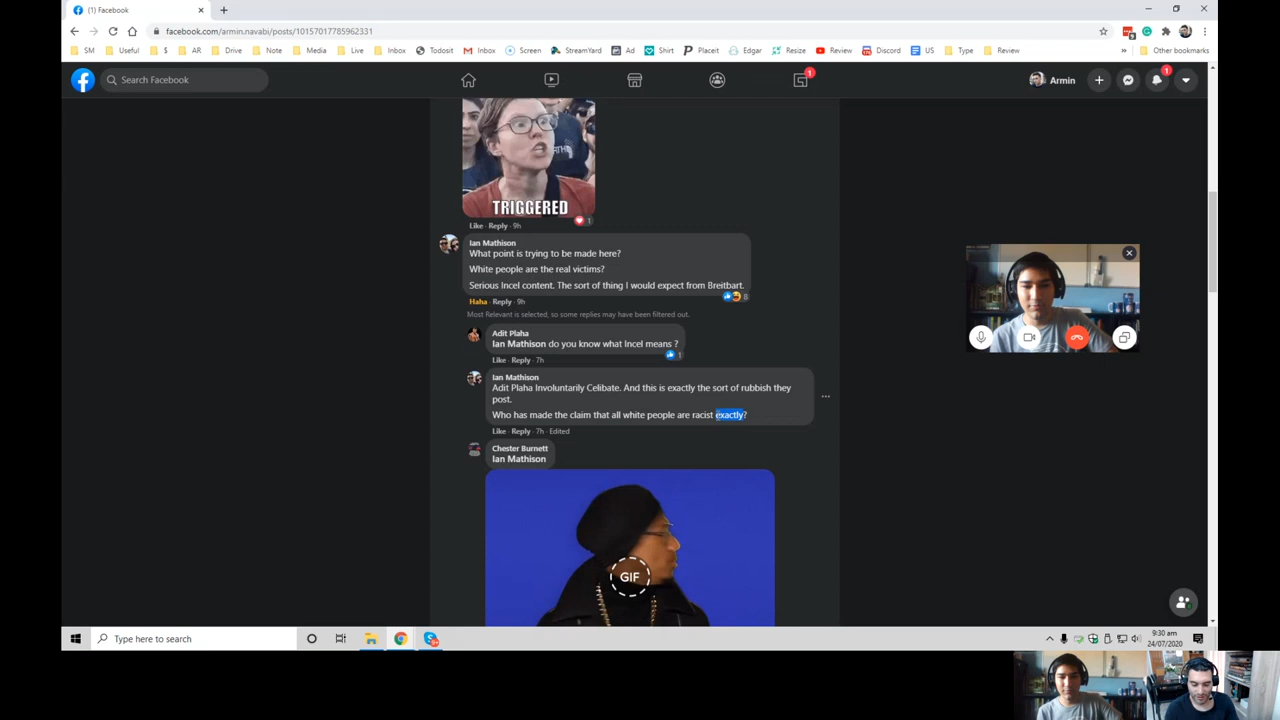 (1) Facebook
facebook.com/armin.navabi/posts/10157017785962331
SM Useful $ AR Drive Note Media Live Inbox Todosit Inbox Screen StreamYard Ad Shirt Placeit Edgar Resize Review Discord US Type Review » Other bookmarks
Search Facebook
1
Armin
1
TRIGGERED
1
Like · Reply · 9h
Ian Mathison
What point is trying to be made here?
White people are the real victims?
Serious Incel content. The sort of thing I would expect from Breitbart.
8
Haha · Reply · 9h
Most Relevant is selected, so some replies may have been filtered out.
Adit Plaha
Ian Mathison do you know what Incel means ?
1
Like · Reply · 7h
Ian Mathison
Adit Plaha Involuntarily Celibate. And this is exactly the sort of rubbish they
post.
Who has made the claim that all white people are racist exactly?
Like · Reply · 7h · Edited
Chester Burnett
Ian Mathison
GIF
Type here to search
9:30 am
24/07/2020